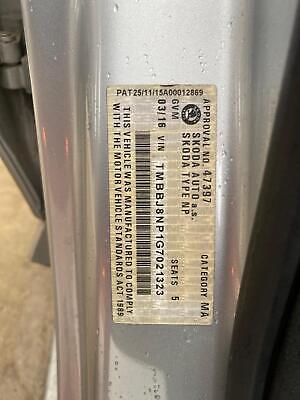 PAT25/11/15A00012869
APPROVAL NO. 47397
SKODA AUTO a.s.
SKODA TYPE NP
CATEGORY MA
GVM
SEATS 5
03/16 VIN TMBBJ8NP1G7021323
THIS VEHICLE WAS MANUFACTURED TO COMPLY
WITH THE MOTOR VEHICLE STANDARDS ACT 1989